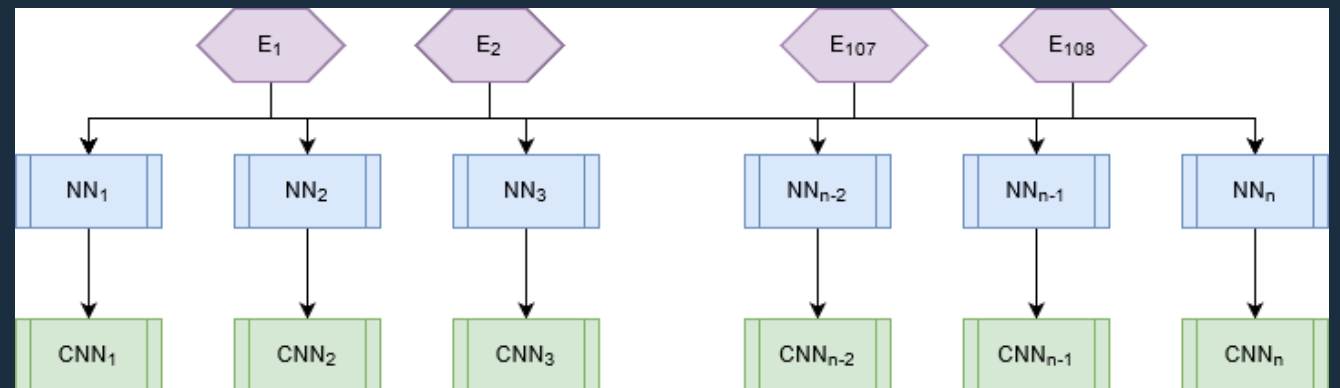 E₁ E₂ E₁₀₇ E₁₀₈
NN₁ NN₂ NN₃ NNₙ₋₂ NNₙ₋₁ NNₙ
CNN₁ CNN₂ CNN₃ CNNₙ₋₂ CNNₙ₋₁ CNNₙ